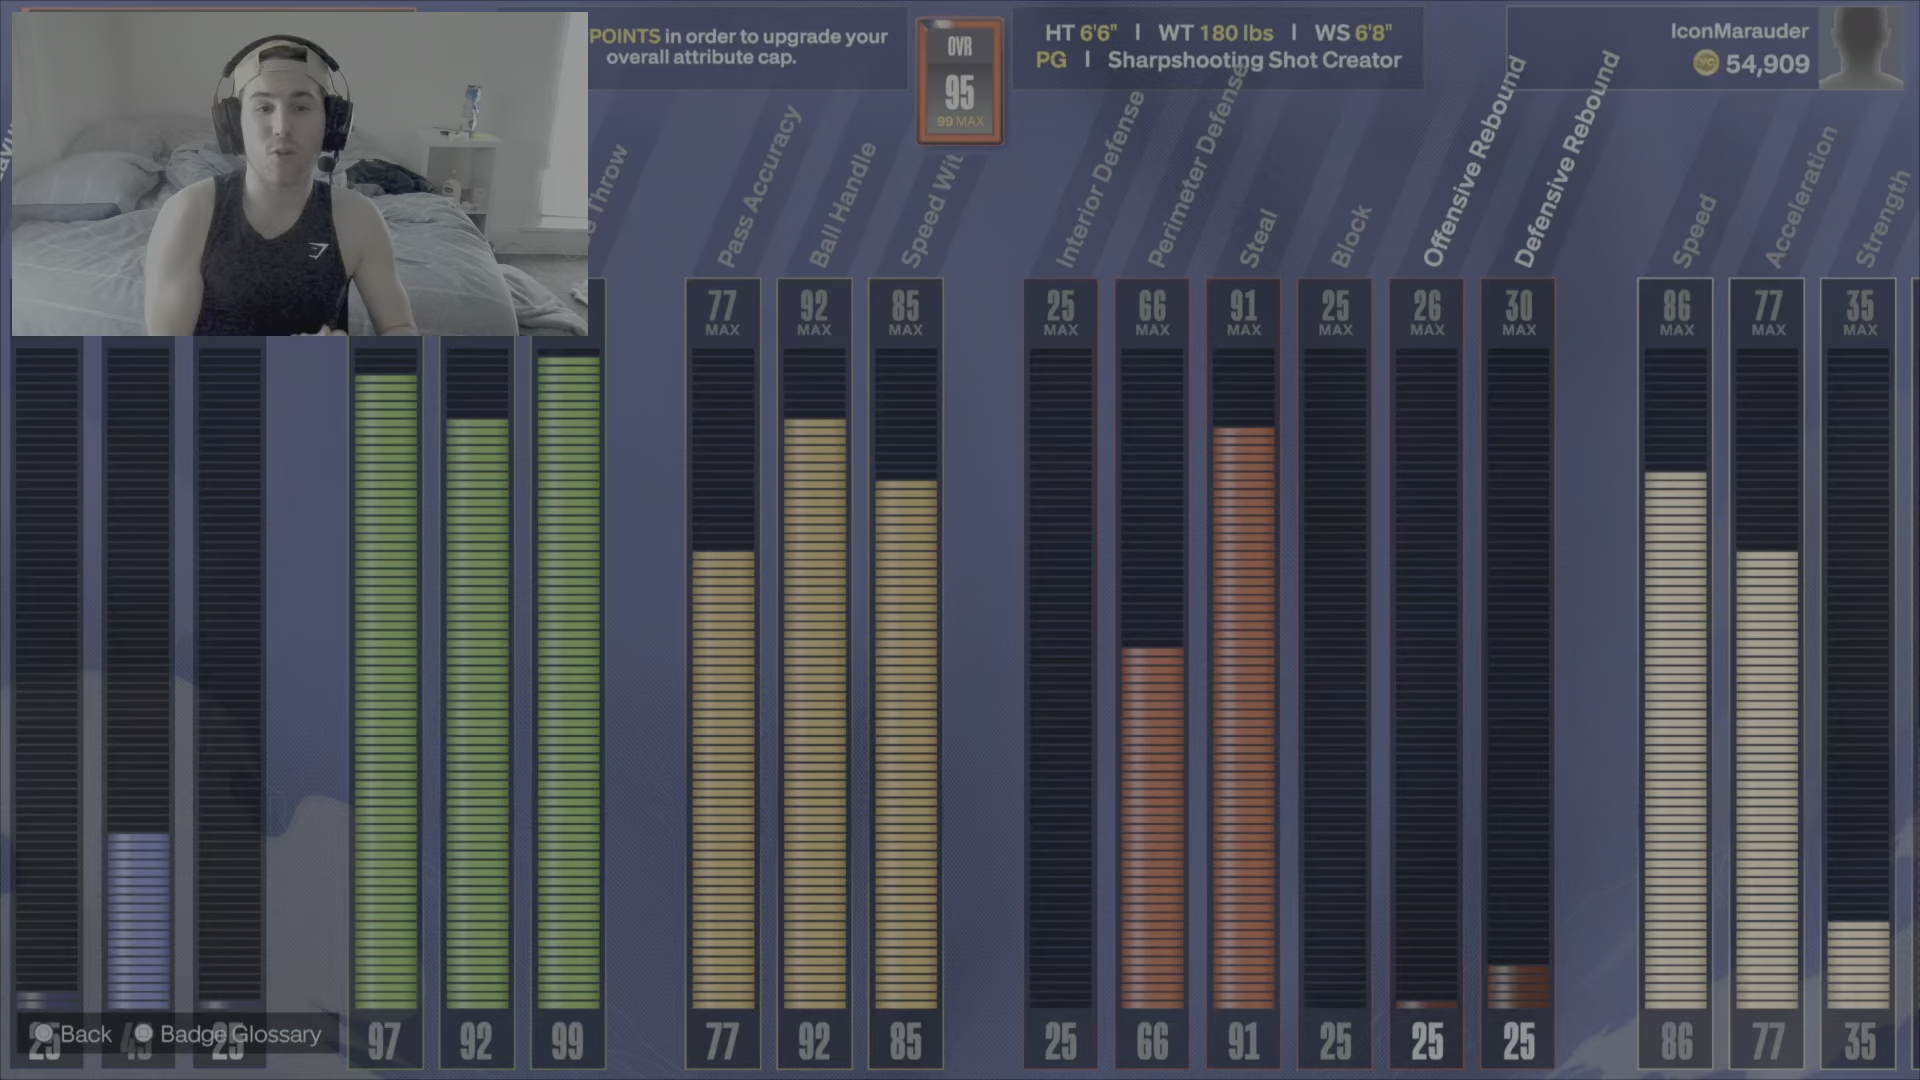 POINTS in order to upgrade your
overall attribute cap.
OVR
95
99 MAX
HT 6'6" | WT 180 lbs | WS 6'8"
PG | Sharpshooting Shot Creator
IconMarauder
VC 54,909
Throw
Pass Accuracy
Ball Handle
Speed Wit
Interior Defense
Perimeter Defense
Steal
Block
Offensive Rebound
Defensive Rebound
Speed
Acceleration
Strength
77 MAX
92 MAX
85 MAX
25 MAX
66 MAX
91 MAX
25 MAX
26 MAX
30 MAX
86 MAX
77 MAX
35 MAX
25
25
Back
Badge Glossary
97
92
99
77
92
85
25
66
91
25
25
25
86
77
35